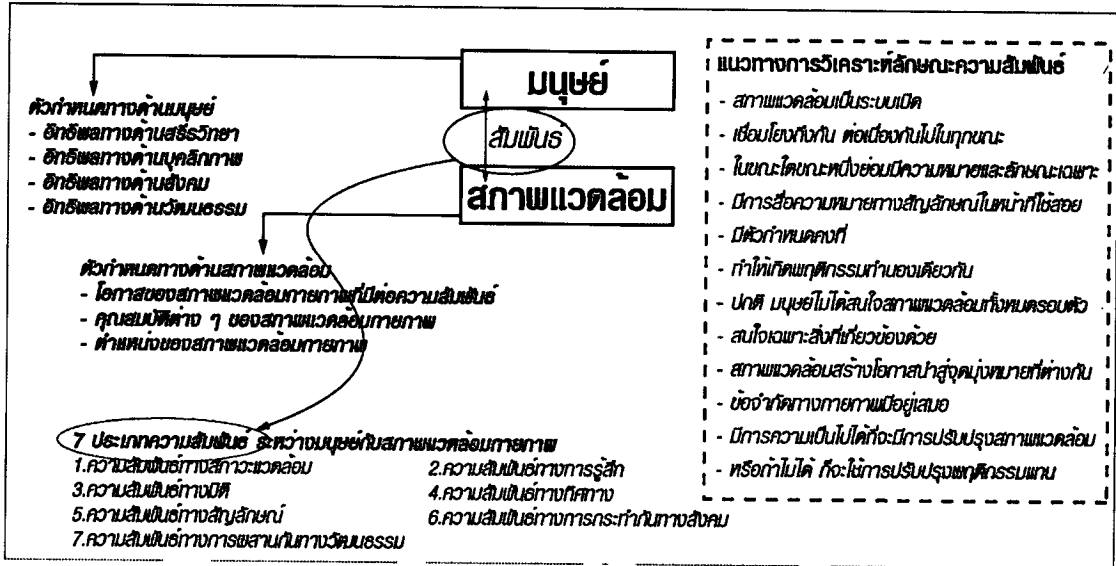 มนุษย์
สัมพันธ์
สภาพแวดล้อม
ตัวกำหนดทางด้านมนุษย์
- อิทธิพลทางด้านสรีรวิทยา
- อิทธิพลทางด้านบุคลิกภาพ
- อิทธิพลทางด้านสังคม
- อิทธิพลทางด้านวัฒนธรรม
ตัวกำหนดทางด้านสภาพแวดล้อม
- โอกาสของสภาพแวดล้อมกายภาพที่มีต่อความสัมพันธ์
- คุณสมบัติต่าง ๆ ของสภาพแวดล้อมกายภาพ
- ตำแหน่งของสภาพแวดล้อมกายภาพ
7 ประเภทความสัมพันธ์ ระหว่างมนุษย์กับสภาพแวดล้อมกายภาพ
1.ความสัมพันธ์ทางสภาวะแวดล้อม 2.ความสัมพันธ์ทางการรู้สึก
3.ความสัมพันธ์ทางมิติ 4.ความสัมพันธ์ทางทิศทาง
5.ความสัมพันธ์ทางสัญลักษณ์ 6.ความสัมพันธ์ทางการกระทำกันทางสังคม
7.ความสัมพันธ์ทางการผสานกันทางวัฒนธรรม
แนวทางการวิเคราะห์ลักษณะความสัมพันธ์
- สภาพแวดล้อมเป็นระบบเปิด
- เชื่อมโยงถึงกัน ต่อเนื่องกันไปในทุกขณะ
- ในขณะใดขณะหนึ่งย่อมมีความหมายและลักษณะเฉพาะ
- มีการสื่อความหมายทางสัญลักษณ์ในหน้าที่ใช้สอย
- มีตัวกำหนดคงที่
- ทำให้เกิดพฤติกรรมทำนองเดียวกัน
- ปกติ มนุษย์ไม่ได้สนใจสภาพแวดล้อมทั้งหมดรอบตัว
- สนใจเฉพาะสิ่งที่เกี่ยวข้องด้วย
- สภาพแวดล้อมสร้างโอกาสนำสู่จุดมุ่งหมายที่ต่างกัน
- ข้อจำกัดทางกายภาพมีอยู่เสมอ
- มีการความเป็นไปได้ที่จะมีการปรับปรุงสภาพแวดล้อม
- หรือถ้าไม่ได้ ก็จะใช้การปรับปรุงพฤติกรรมแทน